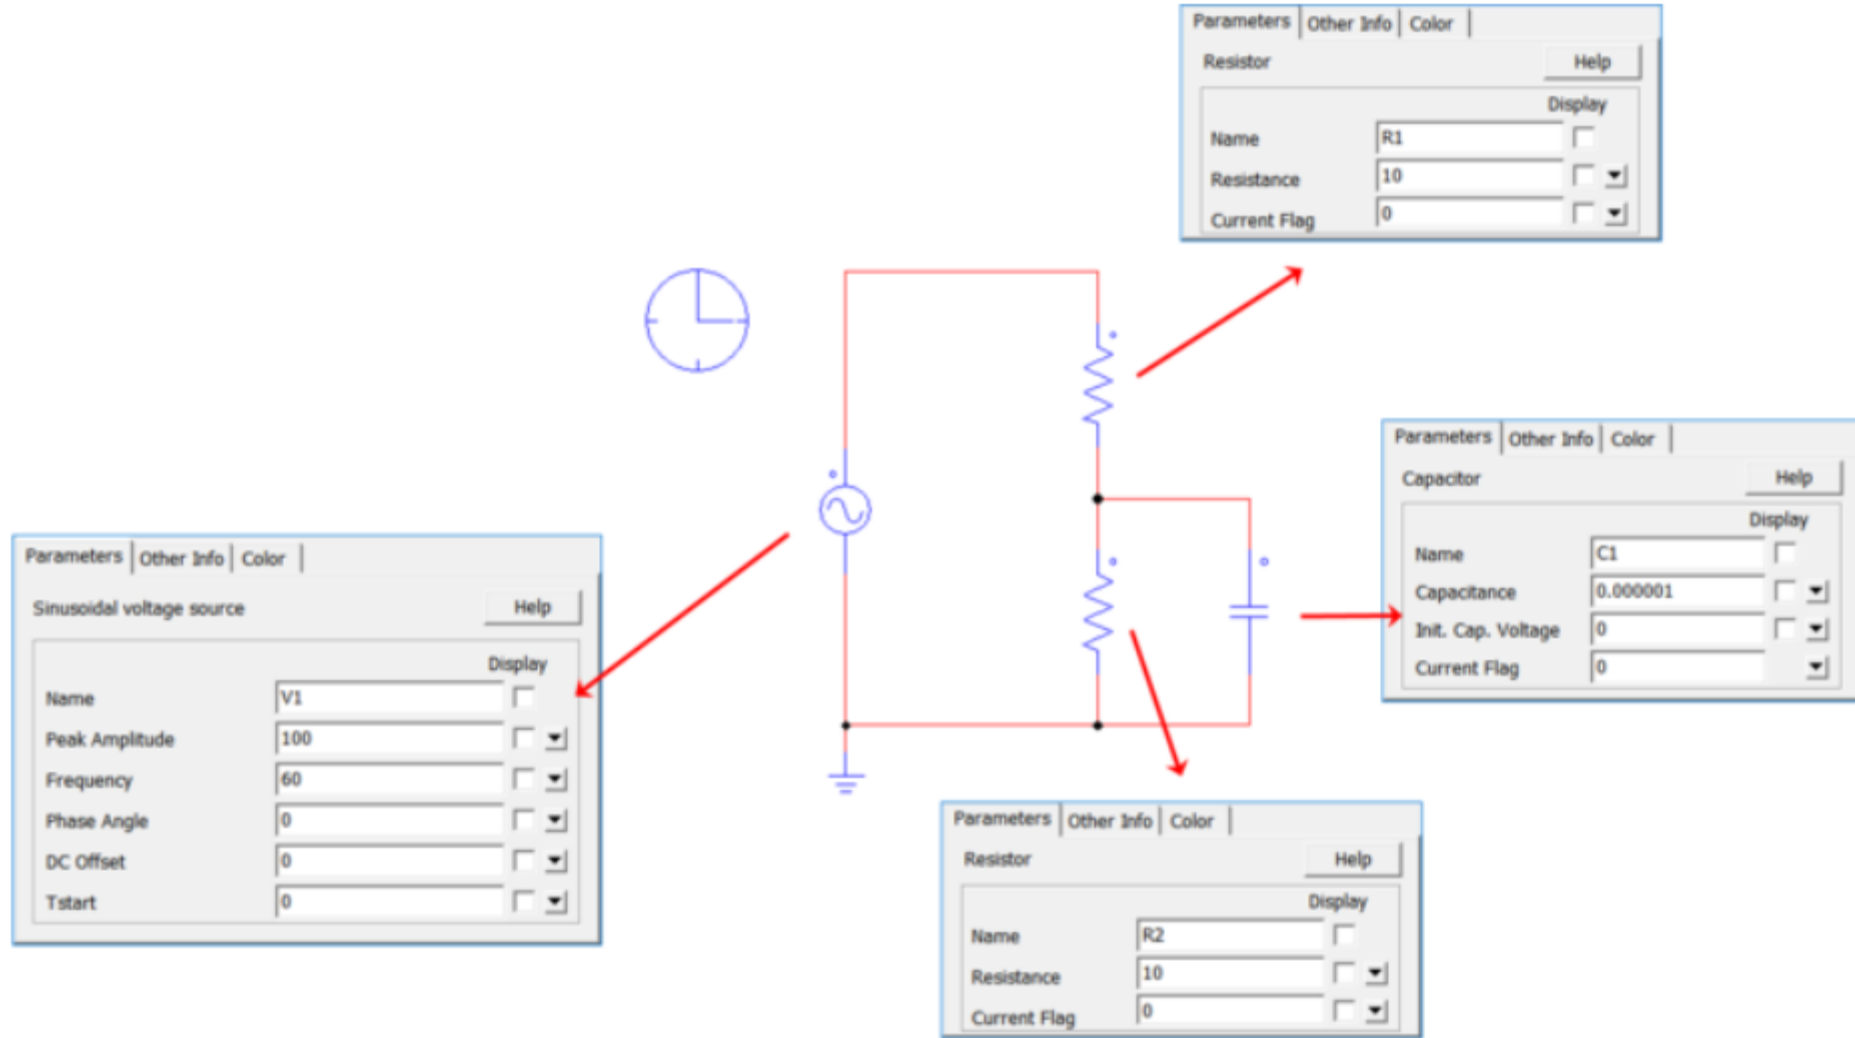 Parameters Other Info Color
Resistor Help
Display
Name R1
Resistance 10
Current Flag 0
Parameters Other Info Color
Capacitor Help
Display
Name C1
Capacitance 0.000001
Init. Cap. Voltage 0
Current Flag 0
Parameters Other Info Color
Sinusoidal voltage source Help
Display
Name V1
Peak Amplitude 100
Frequency 60
Phase Angle 0
DC Offset 0
Tstart 0
Parameters Other Info Color
Resistor Help
Display
Name R2
Resistance 10
Current Flag 0